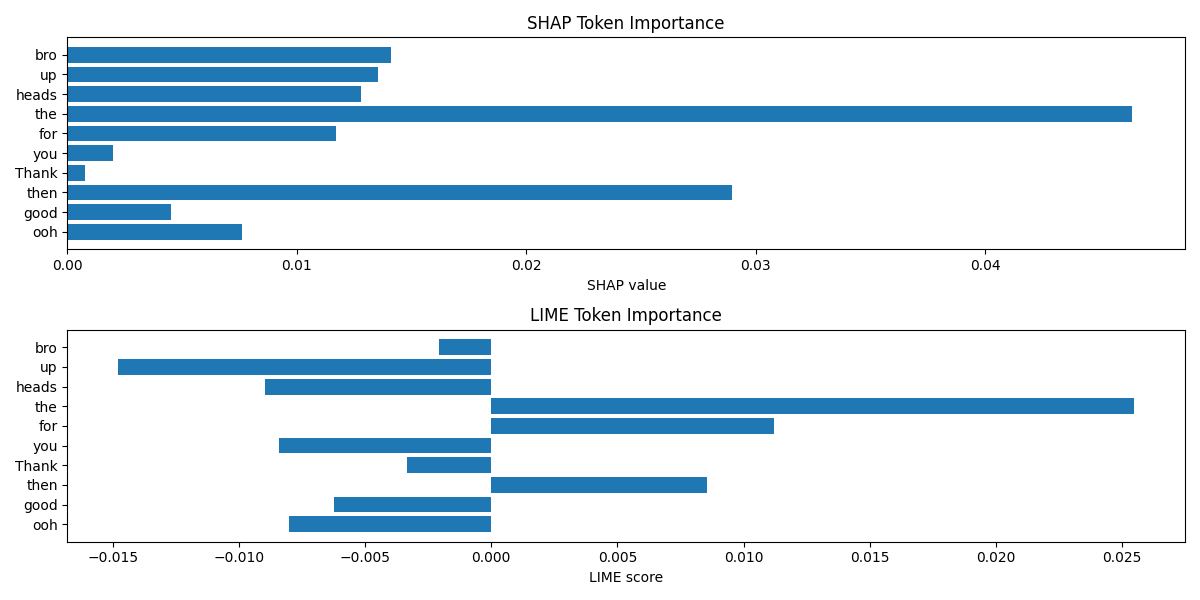 SHAP Token Importance
bro
up
heads
the
for
you
Thank
then
good
ooh
0.00 0.01 0.02 0.03 0.04
SHAP value
LIME Token Importance
bro
up
heads
the
for
you
Thank
then
good
ooh
−0.015 −0.010 −0.005 0.000 0.005 0.010 0.015 0.020 0.025
LIME score